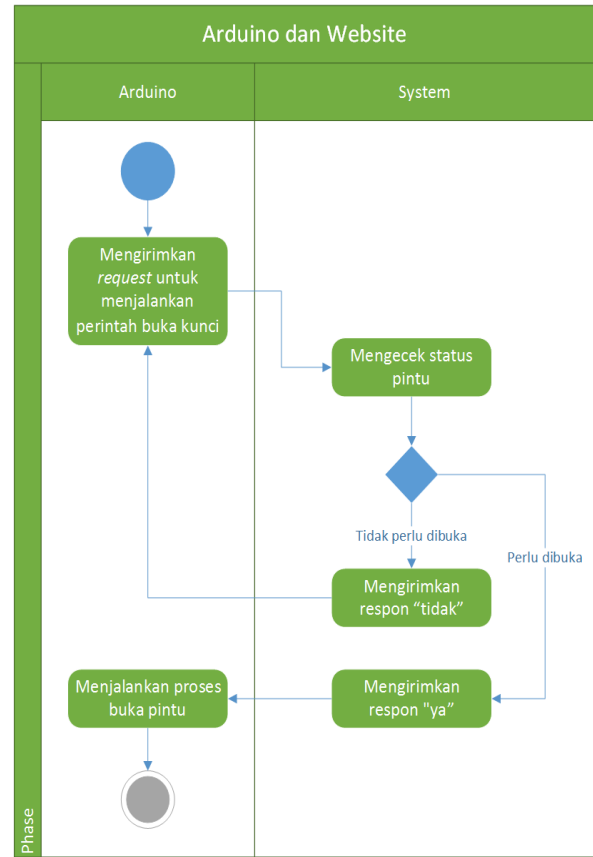 Arduino dan Website
Arduino
System
Mengirimkan
request untuk
menjalankan
perintah buka kunci
Mengecek status
pintu
Tidak perlu dibuka
Perlu dibuka
Mengirimkan
respon “tidak”
Menjalankan proses
buka pintu
Mengirimkan
respon "ya”
Phase